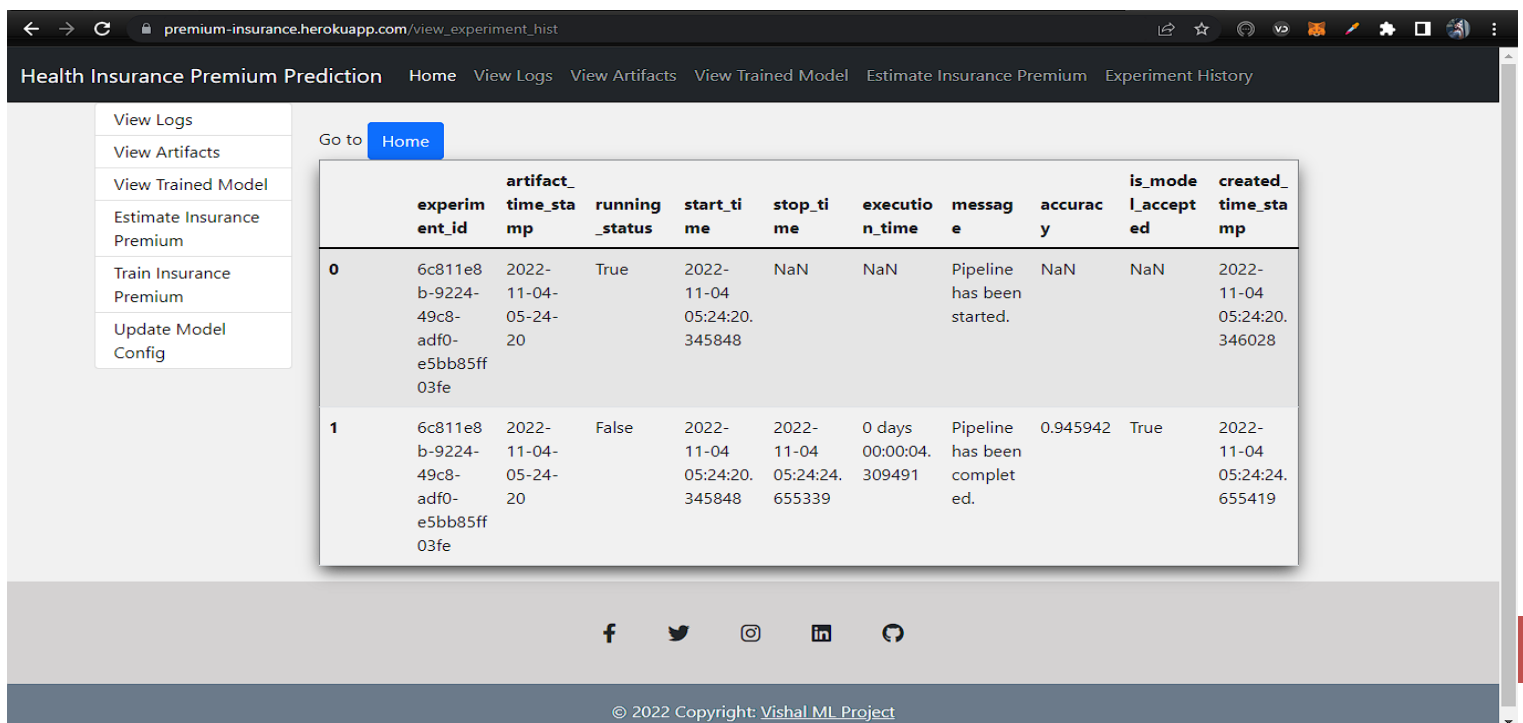 premium-insurance.herokuapp.com/view_experiment_hist
Health Insurance Premium Prediction Home View Logs View Artifacts View Trained Model Estimate Insurance Premium Experiment History
View Logs
View Artifacts
View Trained Model
Estimate Insurance
Premium
Train Insurance
Premium
Update Model
Config
Go to Home
artifact_ is_mode created_
experim time_sta running start_ti stop_ti executio messag accurac l_accept time_sta
ent_id mp _status me me n_time e y ed mp
0 6c811e8 2022- True 2022- NaN NaN Pipeline NaN NaN 2022-
b-9224- 11-04- 11-04 has been 11-04
49c8- 05-24- 05:24:20. started. 05:24:20.
adf0- 20 345848 346028
e5bb85ff
03fe
1 6c811e8 2022- False 2022- 2022- 0 days Pipeline 0.945942 True 2022-
b-9224- 11-04- 11-04 11-04 00:00:04. has been 11-04
49c8- 05-24- 05:24:20. 05:24:24. 309491 complet 05:24:24.
adf0- 20 345848 655339 ed. 655419
e5bb85ff
03fe
© 2022 Copyright: Vishal ML Project